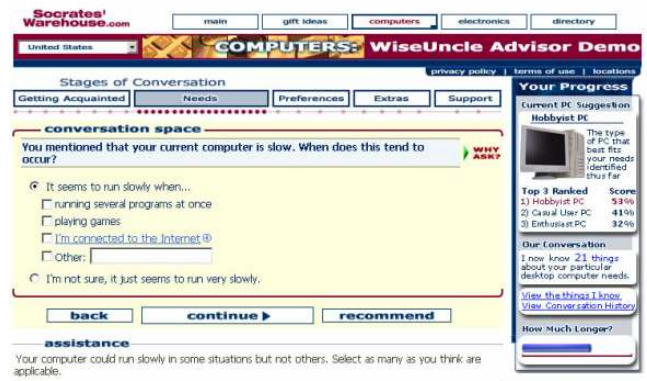 Socrates'
Warehouse.com
main
gift ideas
computers
electronics
directory
United States
COMPUTERS: WiseUncle Advisor Demo
privacy policy | terms of use | locations
Stages of Conversation
Getting Acquainted
Needs
Preferences
Extras
Support
conversation space
You mentioned that your current computer is slow. When does this tend to
occur?
WHY
ASK?
It seems to run slowly when...
running several programs at once
playing games
I'm connected to the Internet
Other:
I'm not sure, it just seems to run very slowly.
back
continue
recommend
assistance
Your computer could run slowly in some situations but not others. Select as many as you think are
applicable.
Your Progress
Current PC Suggestion
Hobbyist PC
The type
of PC that
best fits
your needs
identified
thus far
Top 3 Ranked Score
1) Hobbyist PC 53%
2) Casual User PC 41%
3) Enthusiast PC 32%
Our Conversation
I now know 21 things
about your particular
desktop computer needs.
View the things I know
View Conversation History
How Much Longer?